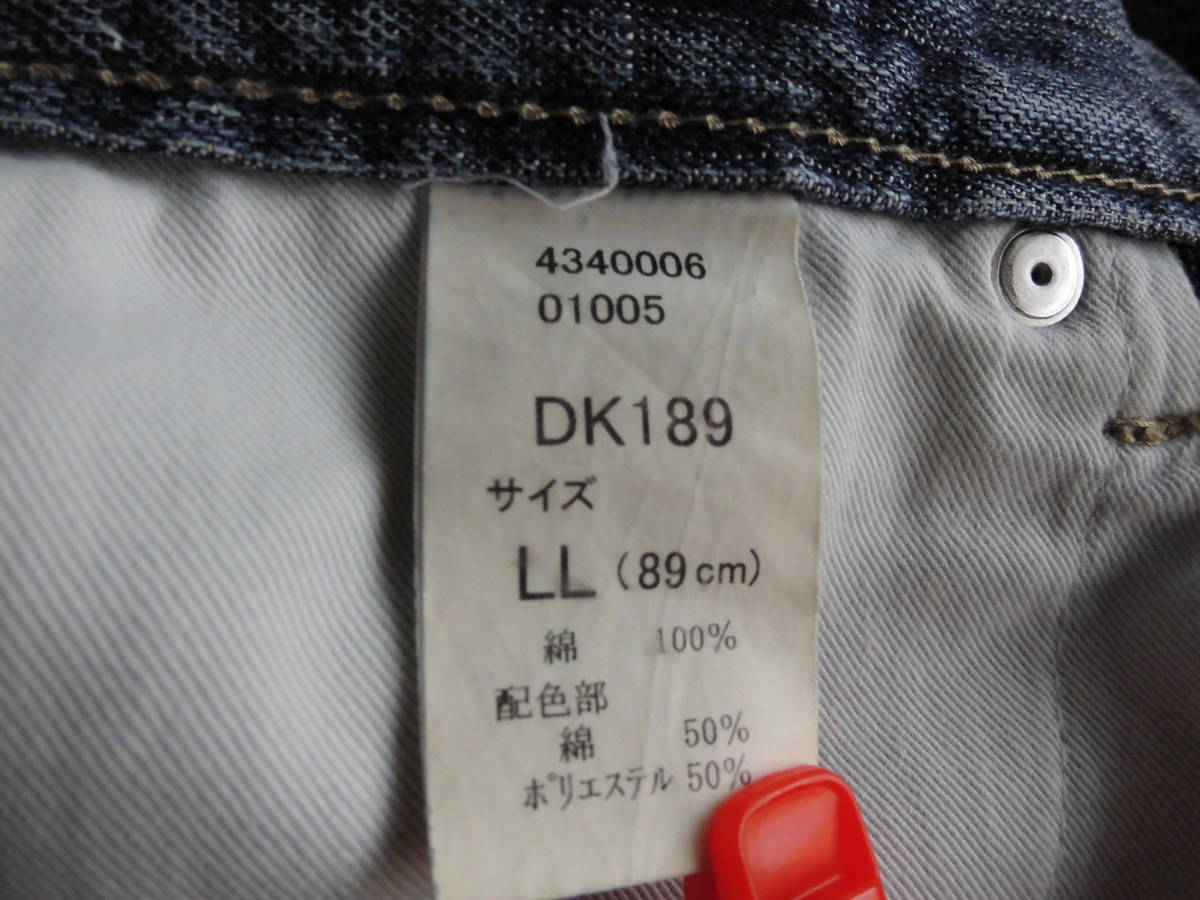 4340006
01005
DK189
サイズ
LL (89cm)
綿 100%
配色部
綿 50%
ポリエステル 50%